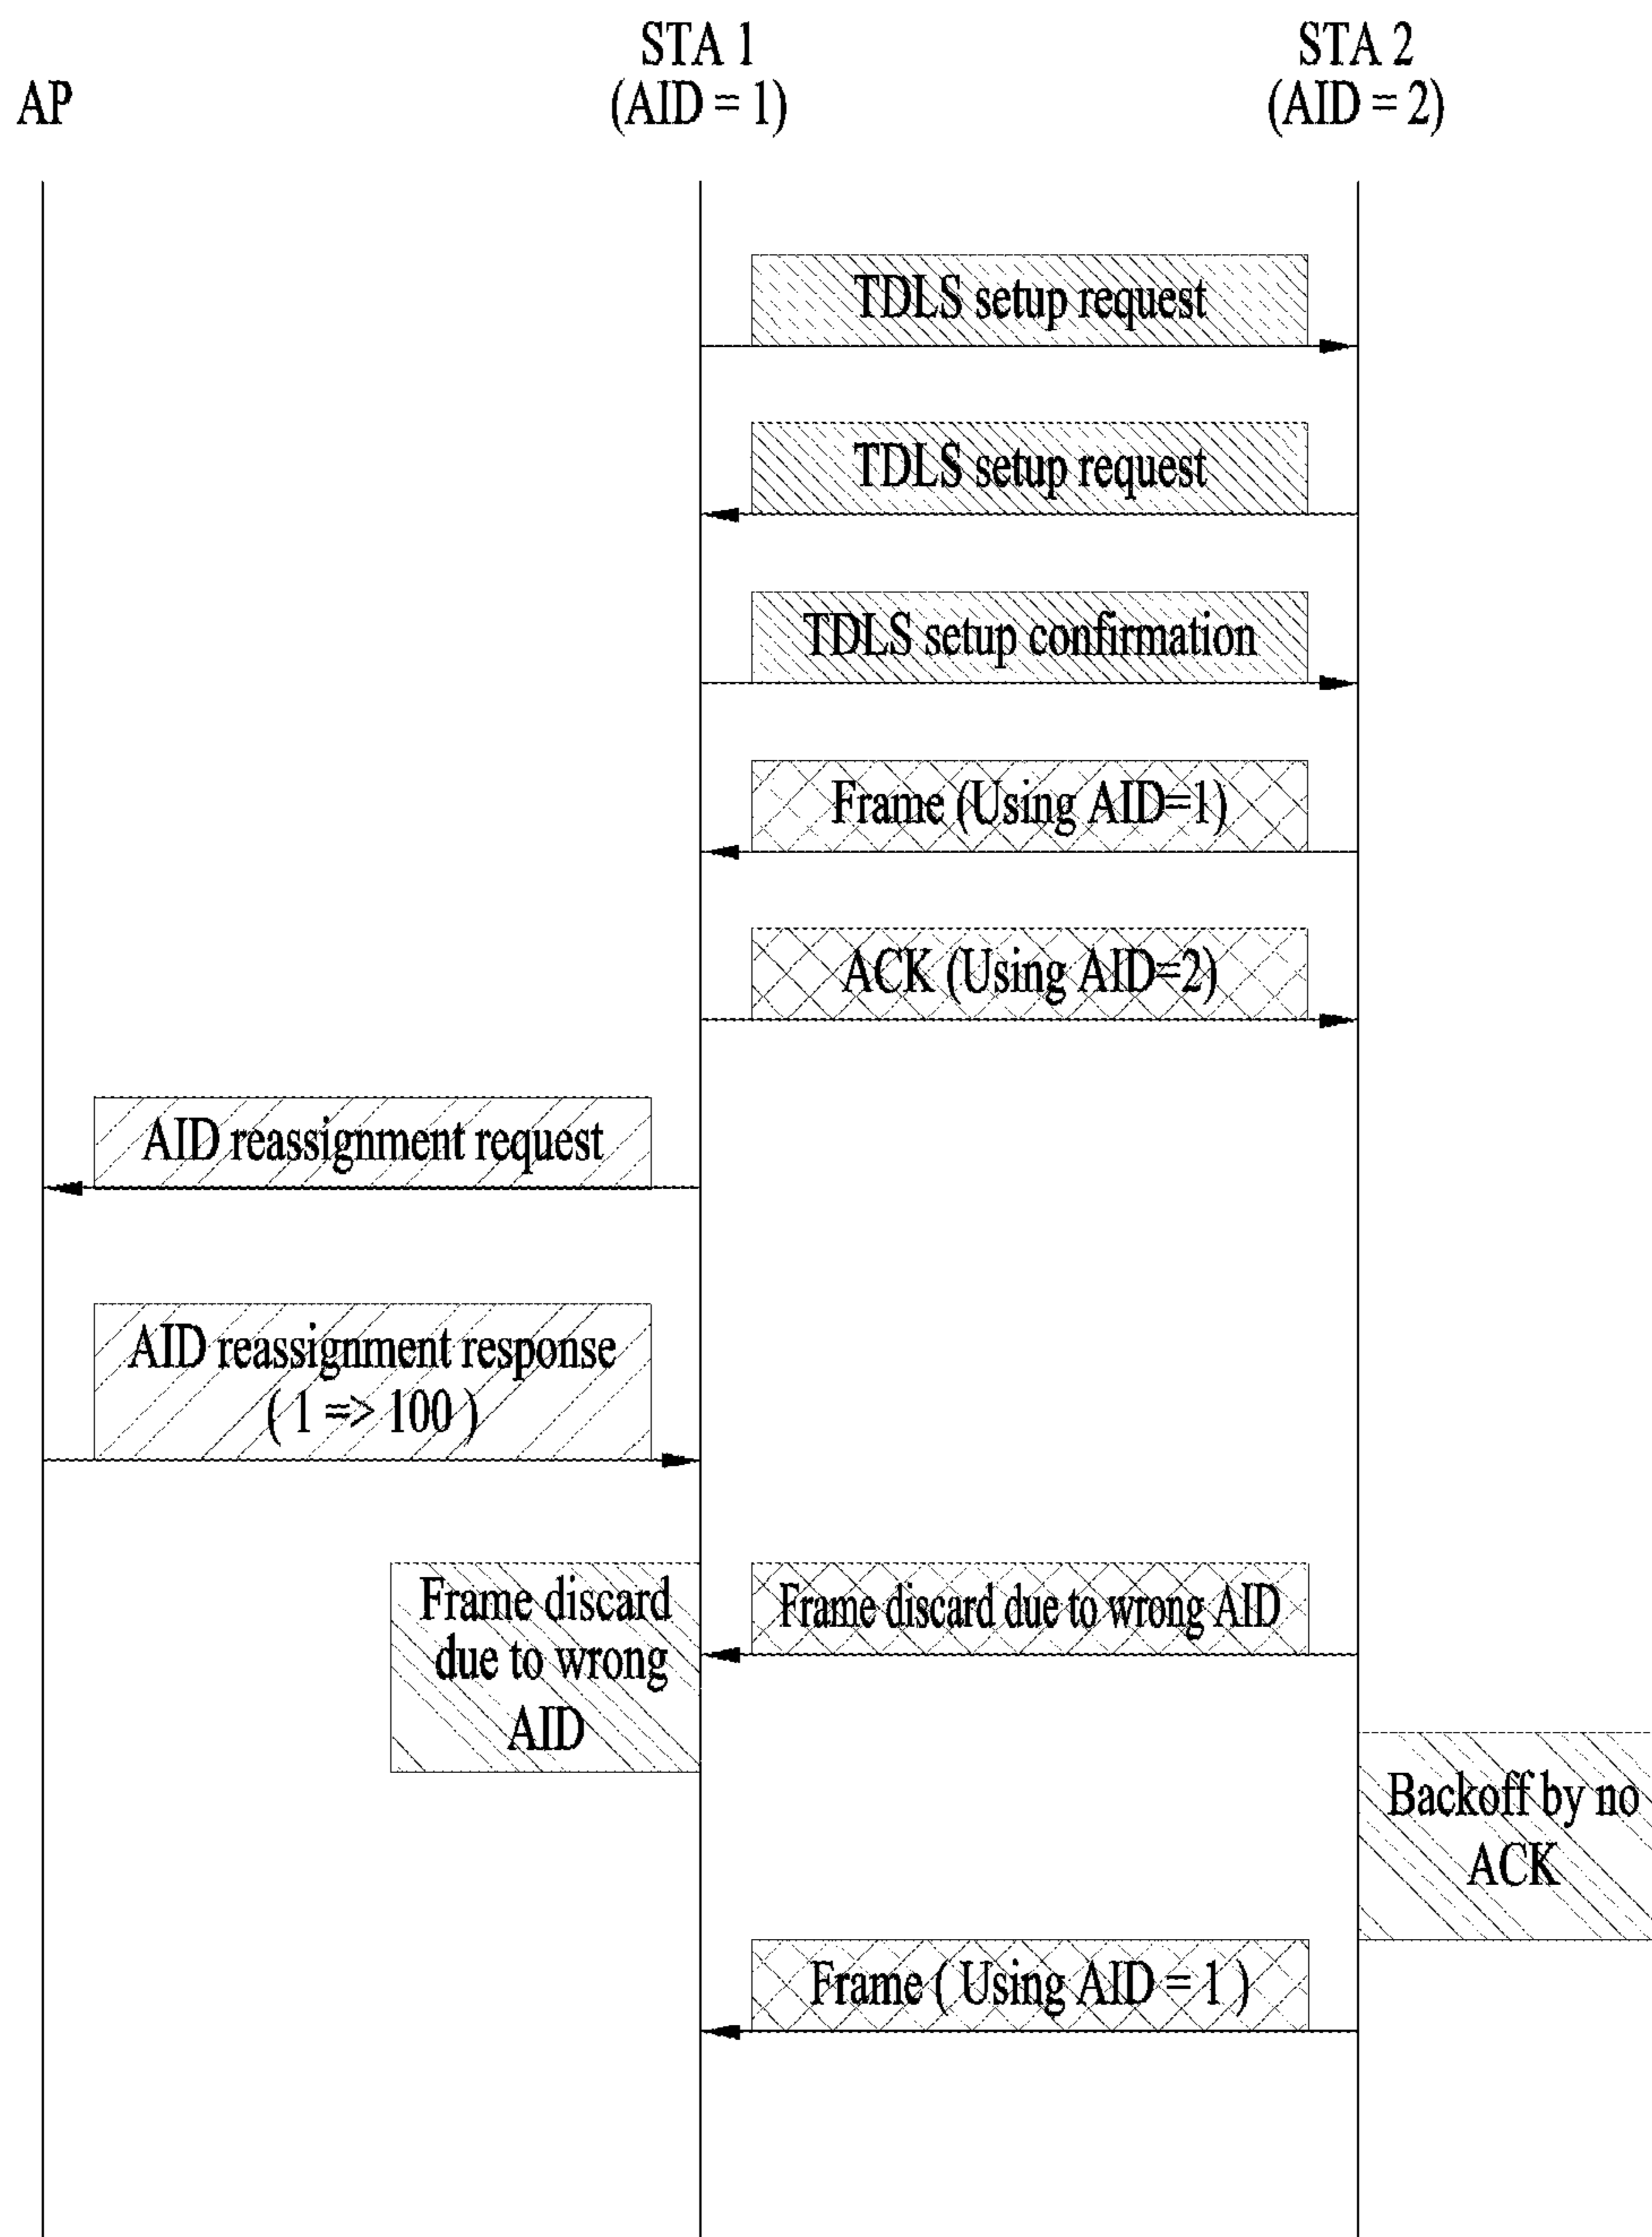 AP
STA 1
(AID = 1)
STA 2
(AID = 2)
TDLS setup request
TDLS setup request
TDLS setup confirmation
Frame (Using AID=1)
ACK (Using AID=2)
AID reassignment request
AID reassignment response
( 1 => 100 )
Frame discard
due to wrong
AID
Frame discard due to wrong AID
Backoff by no
ACK
Frame ( Using AID = 1 )